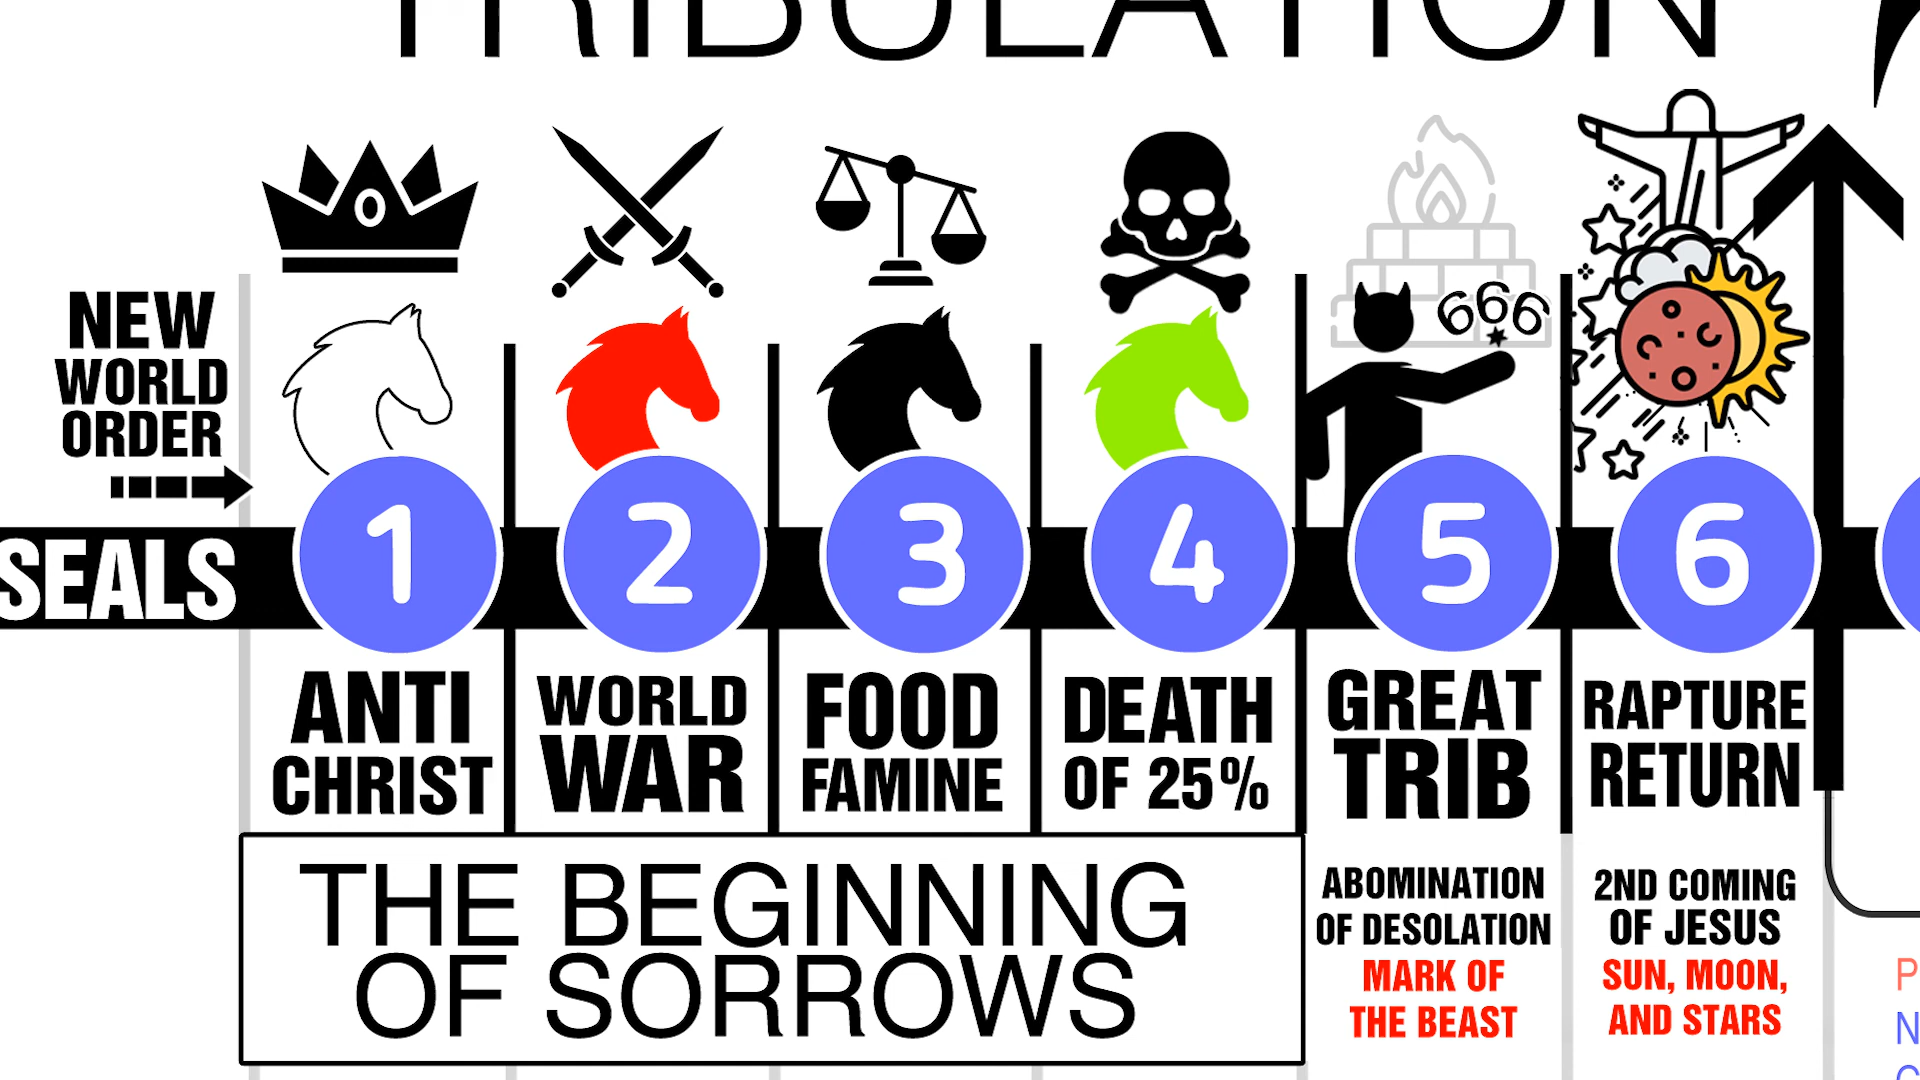 TRIBULATION
666
NEW
WORLD
ORDER
SEALS
1 2 3 4 5 6
ANTI
CHRIST
WORLD
WAR
FOOD
FAMINE
DEATH
OF 25%
GREAT
TRIB
RAPTURE
RETURN
THE BEGINNING
OF SORROWS
ABOMINATION
OF DESOLATION
MARK OF
THE BEAST
2ND COMING
OF JESUS
SUN, MOON,
AND STARS